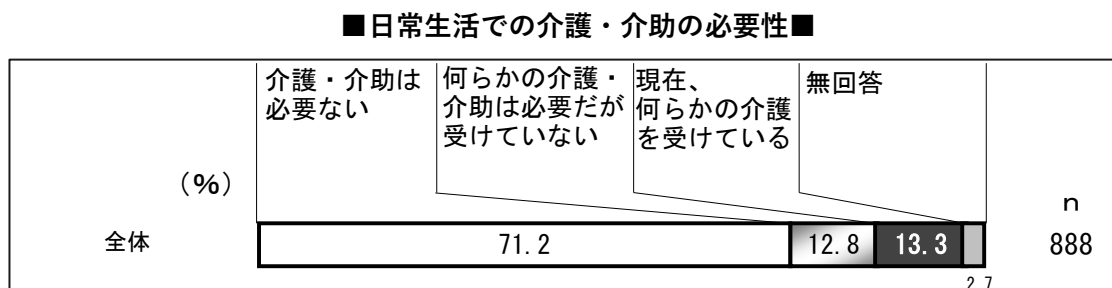 ■日常生活での介護・介助の必要性■
介護・介助は
必要ない
何らかの介護・
介助は必要だが
受けていない
現在、
何らかの介護
を受けている
無回答
（%）
n
全体
71.2
12.8
13.3
888
2.7